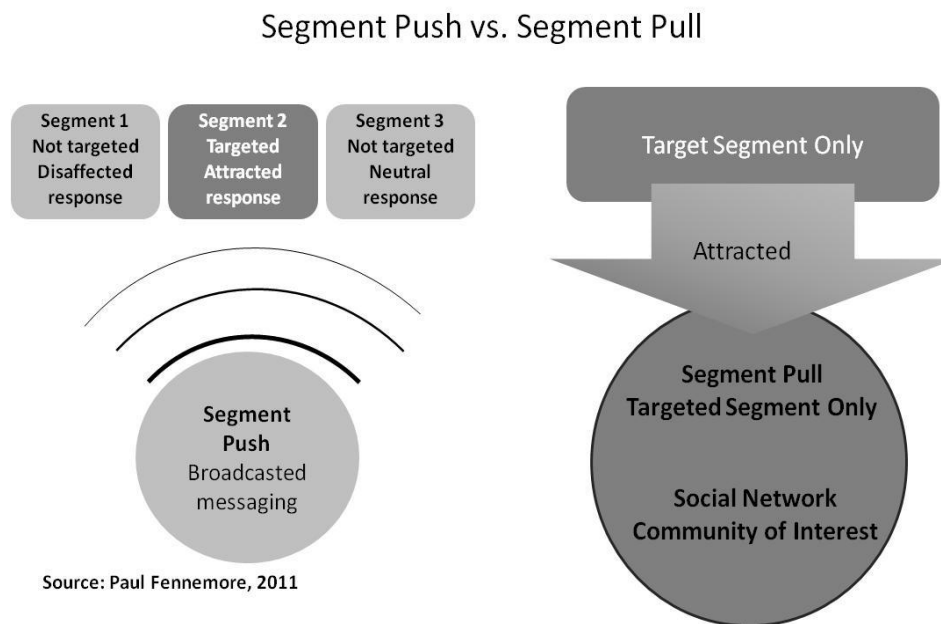 Segment Push vs. Segment Pull
Segment 1
Not targeted
Disaffected
response
Segment 2
Targeted
Attracted
response
Segment 3
Not targeted
Neutral
response
Segment
Push
Broadcasted
messaging
Source: Paul Fennemore, 2011
Target Segment Only
Attracted
Segment Pull
Targeted Segment Only
Social Network
Community of Interest